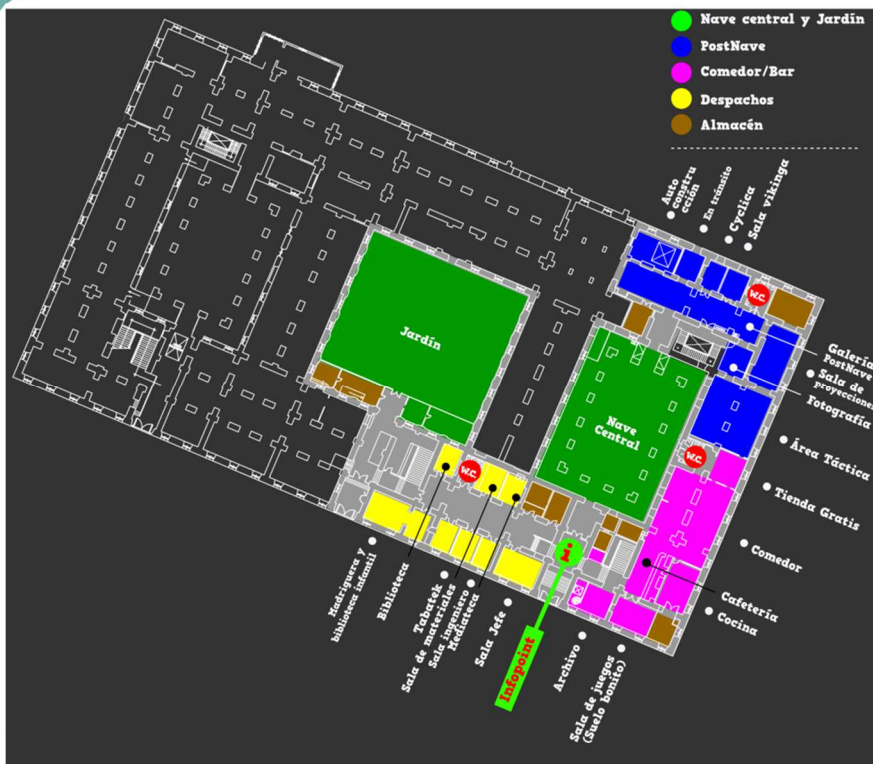 Nave central y Jardín
PostNave
Comedor/Bar
Despachos
Almacén
Auto
constru
cción
En tránsito
Cyclica
Sala vikinga
W.C.
Galería
PostNave
Sala de
proyecciones
Fotografía
Jardín
Nave
Central
W.C.
Área Táctica
Tienda Gratis
W.C.
Comedor
Cafetería
Cocina
i
Madriguera y
biblioteca infantil
Biblioteca
Tabatek
Sala de materiales
Sala ingeniero
Mediateca
Sala Jefe
Infopoint
Archivo
Sala de juegos
(Suelo bonito)